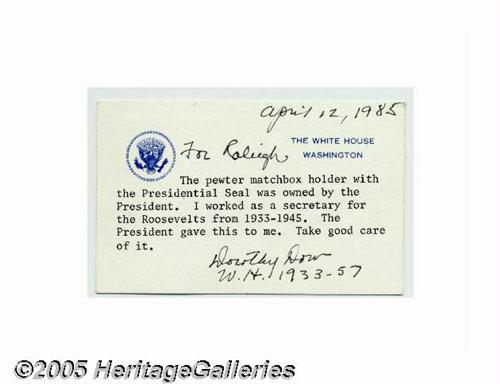 April 12, 1985
THE WHITE HOUSE
WASHINGTON
For Raleigh
The pewter matchbox holder with
the Presidential Seal was owned by the
President. I worked as a secretary for
the Roosevelts from 1933-1945. The
President gave this to me. Take good care
of it.
Dorothy Dow
W.H. 1933-57
©2005 HeritageGalleries